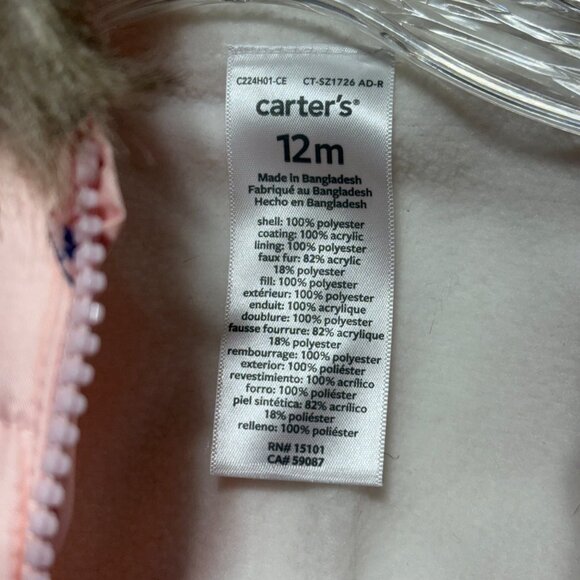 C224H01-CE CT-SZ1726 AD-R
carter's®
12m
Made in Bangladesh
Fabriqué au Bangladesh
Hecho en Bangladesh
shell: 100% polyester
coating: 100% acrylic
lining: 100% polyester
faux fur: 82% acrylic
18% polyester
fill: 100% polyester
extérieur: 100% polyester
enduit: 100% acrylique
doublure: 100% polyester
fausse fourrure: 82% acrylique
18% polyester
rembourrage: 100% polyester
exterior: 100% poliéster
revestimiento: 100% acrílico
forro: 100% poliéster
piel sintética: 82% acrílico
18% poliéster
relleno: 100% poliéster
RN# 15101
CA# 59087